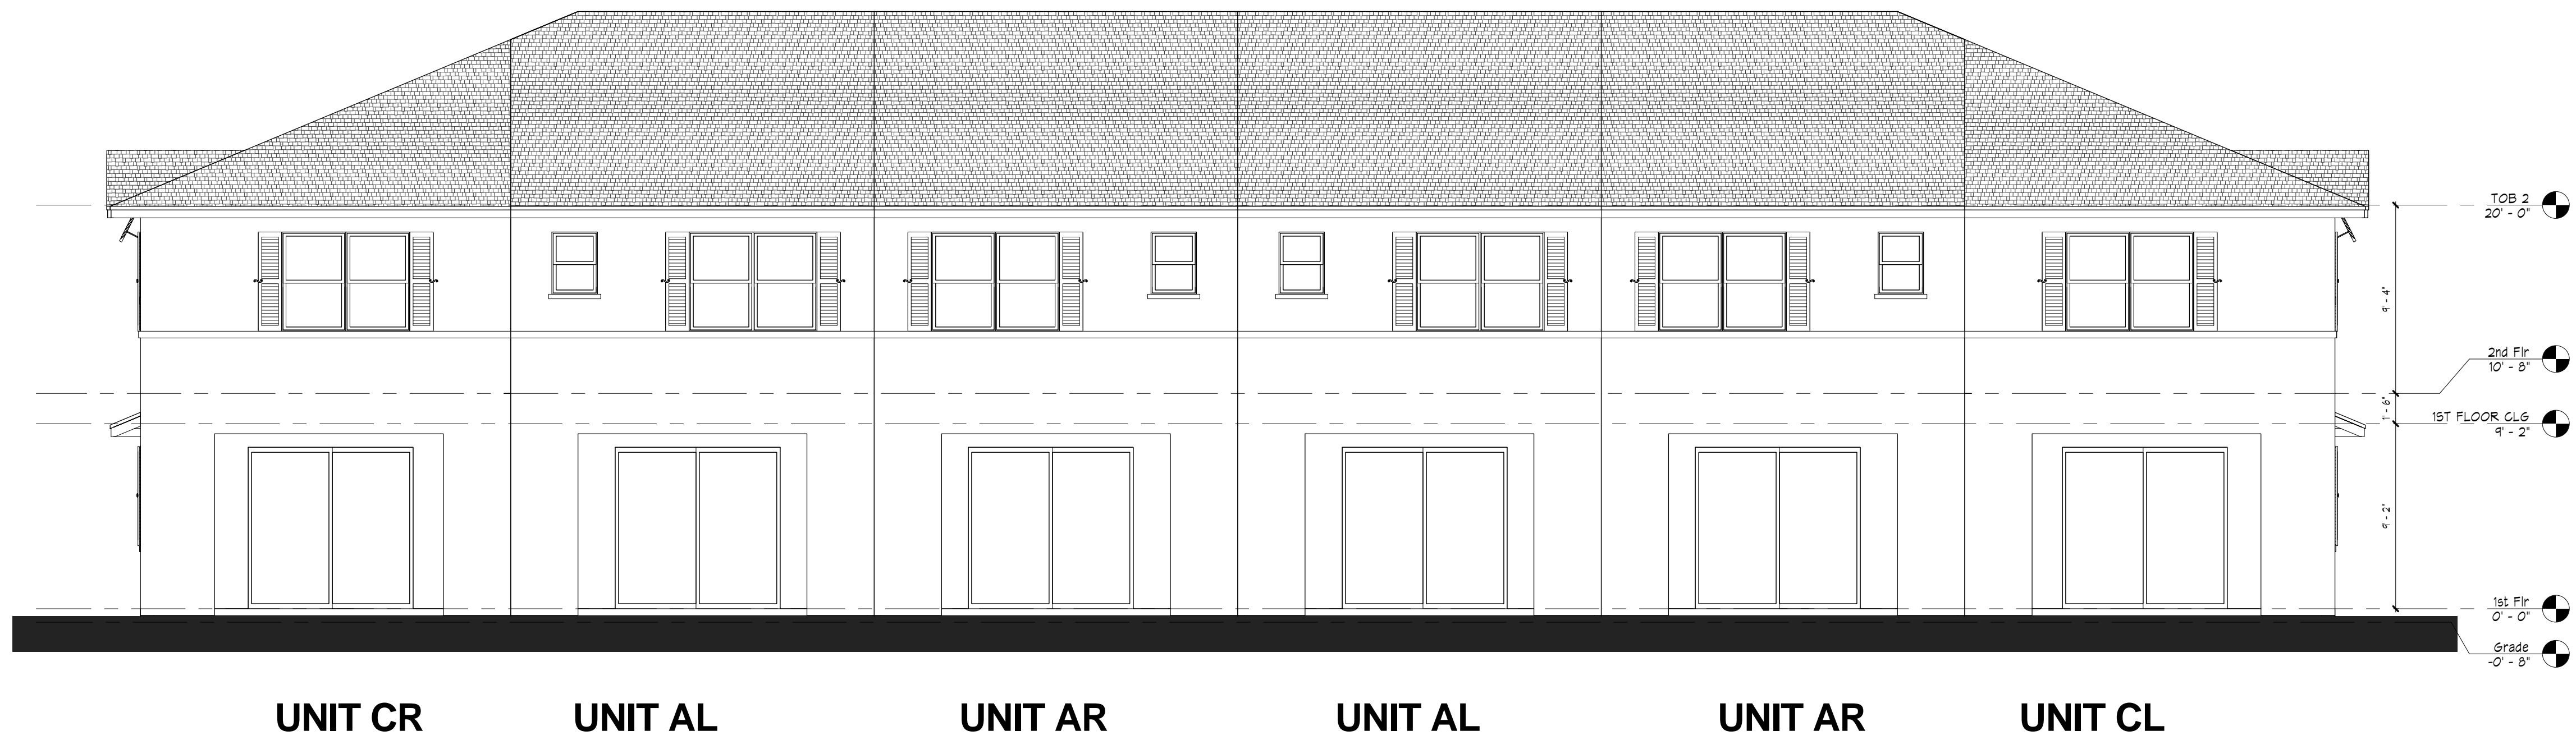 TOB 2
20' - 0"
9' - 4"
2nd Flr
10' - 8"
1' - 6"
1ST FLOOR CLG
9' - 2"
9' - 2"
1st Flr
0' - 0"
Grade
-0' - 8"
UNIT CR UNIT AL UNIT AR UNIT AL UNIT AR UNIT CL